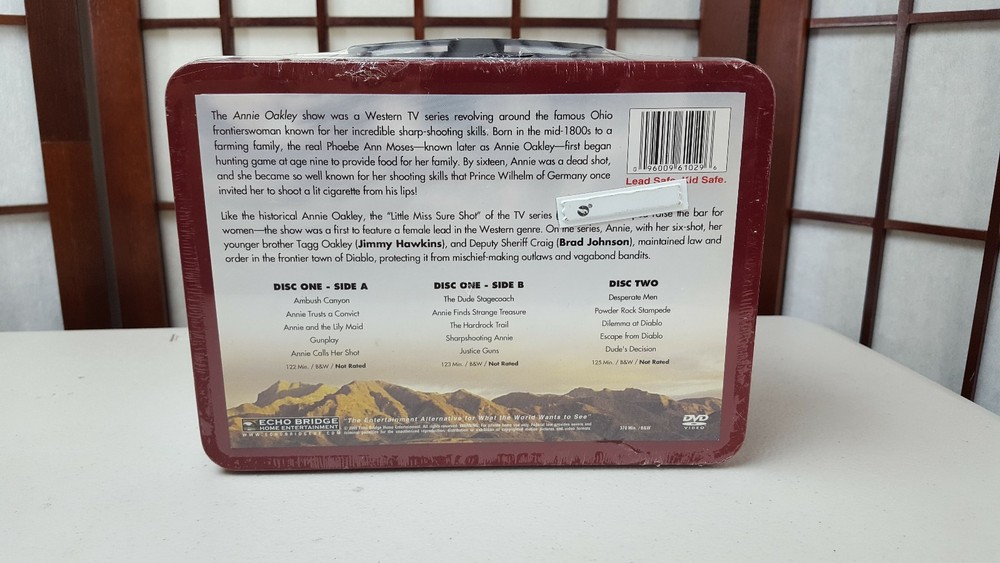 The Annie Oakley show was a Western TV series revolving around the famous Ohio
frontierswoman known for her incredible sharp-shooting skills. Born in the mid-1800s to a
farming family, the real Phoebe Ann Moses—known later as Annie Oakley—first began
hunting game at age nine to provide food for her family. By sixteen, Annie was a dead shot,
and she became so well known for her shooting skills that Prince Wilhelm of Germany once
invited her to shoot a lit cigarette from his lips!
0 96009 61029 6
Lead Safe. Kid Safe.
Like the historical Annie Oakley, the "Little Miss Sure Shot" of the TV series raise the bar for
women—the show was a first to feature a female lead in the Western genre. On the series, Annie, with her six-shot, her
younger brother Tagg Oakley (Jimmy Hawkins), and Deputy Sheriff Craig (Brad Johnson), maintained law and
order in the frontier town of Diablo, protecting it from mischief-making outlaws and vagabond bandits.
DISC ONE - SIDE A
Ambush Canyon
Annie Trusts a Convict
Annie and the Lily Maid
Gunplay
Annie Calls Her Shot
122 Min. / B&W / Not Rated
DISC ONE - SIDE B
The Dude Stagecoach
Annie Finds Strange Treasure
The Hardrock Trail
Sharpshooting Annie
Justice Guns
123 Min. / B&W / Not Rated
DISC TWO
Desperate Men
Powder Rock Stampede
Dilemma at Diablo
Escape from Diablo
Dude's Decision
125 Min. / B&W / Not Rated
ECHO BRIDGE
HOME ENTERTAINMENT
"The Entertainment Alternative for What the World Wants to See"
DVD
VIDEO